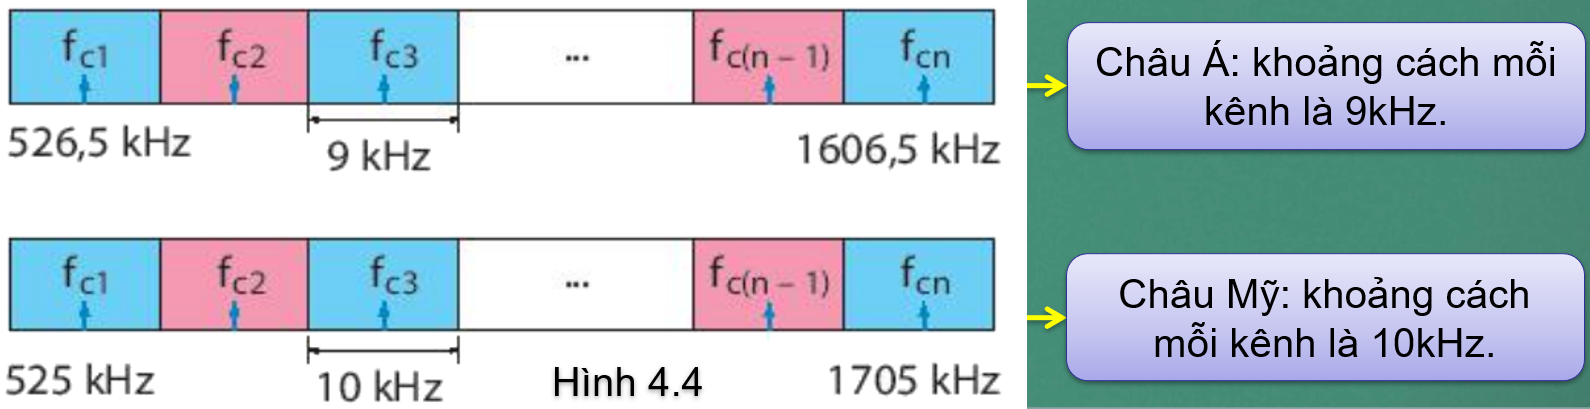 fc1 fc2 fc3 ... fc(n – 1) fcn
526,5 kHz 9 kHz 1606,5 kHz
Châu Á: khoảng cách mỗi
kênh là 9kHz.
fc1 fc2 fc3 ... fc(n – 1) fcn
525 kHz 10 kHz Hình 4.4 1705 kHz
Châu Mỹ: khoảng cách
mỗi kênh là 10kHz.